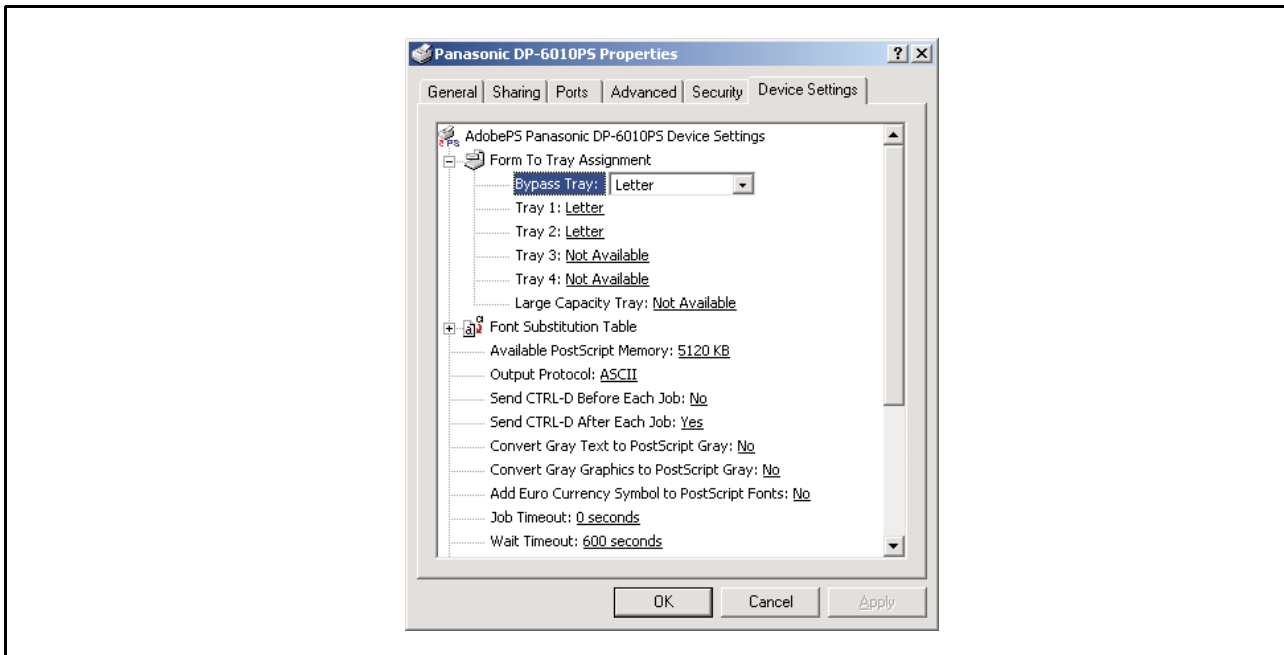 Panasonic DP-6010PS Properties
General Sharing Ports Advanced Security Device Settings
AdobePS Panasonic DP-6010PS Device Settings
Form To Tray Assignment
Bypass Tray: Letter
Tray 1: Letter
Tray 2: Letter
Tray 3: Not Available
Tray 4: Not Available
Large Capacity Tray: Not Available
Font Substitution Table
Available PostScript Memory: 5120 KB
Output Protocol: ASCII
Send CTRL-D Before Each Job: No
Send CTRL-D After Each Job: Yes
Convert Gray Text to PostScript Gray: No
Convert Gray Graphics to PostScript Gray: No
Add Euro Currency Symbol to PostScript Fonts: No
Job Timeout: 0 seconds
Wait Timeout: 600 seconds
OK Cancel Apply